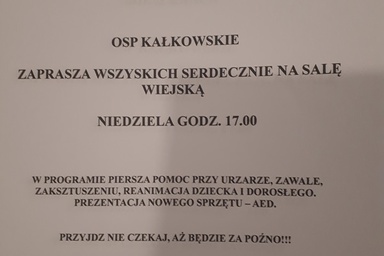 OSP KAŁKOWSKIE
ZAPRASZA WSZYSKICH SERDECZNIE NA SALĘ
WIEJSKĄ
NIEDZIELA GODZ. 17.00
W PROGRAMIE PIERSZA POMOC PRZY URZARZE, ZAWALE,
ZAKSZTUSZENIU, REANIMACJA DZIECKA I DOROSŁEGO.
PREZENTACJA NOWEGO SPRZĘTU – AED.
PRZYJDZ NIE CZEKAJ, AŻ BĘDZIE ZA POŹNO!!!